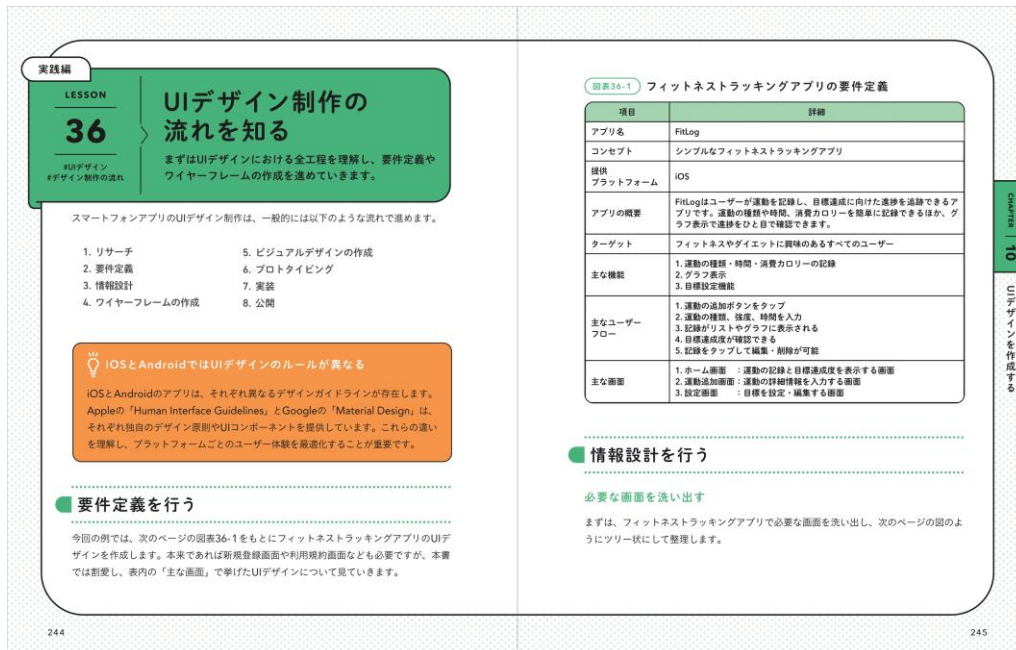 実践編
LESSON
36
#UIデザイン
#デザイン制作の流れ
UIデザイン制作の
流れを知る
まずはUIデザインにおける全工程を理解し、要件定義や
ワイヤーフレームの作成を進めていきます。
スマートフォンアプリのUIデザイン制作は、一般的には以下のような流れで進めます。
1. リサーチ
2. 要件定義
3. 情報設計
4. ワイヤーフレームの作成
5. ビジュアルデザインの作成
6. プロトタイピング
7. 実装
8. 公開
iOSとAndroidではUIデザインのルールが異なる
iOSとAndroidのアプリは、それぞれ異なるデザインガイドラインが存在します。
Appleの「Human Interface Guidelines」とGoogleの「Material Design」は、
それぞれ独自のデザイン原則やUIコンポーネントを提供しています。これらの違い
を理解し、プラットフォームごとのユーザー体験を最適化することが重要です。
要件定義を行う
今回の例では、次のページの図表36-1をもとにフィットネストラッキングアプリのUIデ
ザインを作成します。本来であれば新規登録画面や利用規約画面なども必要ですが、本書
では割愛し、表内の「主な画面」で挙げたUIデザインについて見ていきます。
244
図表36-1 フィットネストラッキングアプリの要件定義
項目 詳細
アプリ名 FitLog
コンセプト シンプルなフィットネストラッキングアプリ
提供
プラットフォーム iOS
アプリの概要
FitLogはユーザーが運動を記録し、目標達成に向けた進捗を追跡できるア
プリです。運動の種類や時間、消費カロリーを簡単に記録できるほか、グ
ラフ表示で進捗をひと目で確認できます。
ターゲット フィットネスやダイエットに興味のあるすべてのユーザー
主な機能
1. 運動の種類・時間・消費カロリーの記録
2. グラフ表示
3. 目標設定機能
主なユーザー
フロー
1. 運動の追加ボタンをタップ
2. 運動の種類、強度、時間を入力
3. 記録がリストやグラフに表示される
4. 目標達成度が確認できる
5. 記録をタップして編集・削除が可能
主な画面
1. ホーム画面 ：運動の記録と目標達成度を表示する画面
2. 運動追加画面：運動の詳細情報を入力する画面
3. 設定画面 ：目標を設定・編集する画面
情報設計を行う
必要な画面を洗い出す
まずは、フィットネストラッキングアプリで必要な画面を洗い出し、次のページの図のよ
うにツリー状にして整理します。
CHAPTER 10
UIデザインを作成する
245